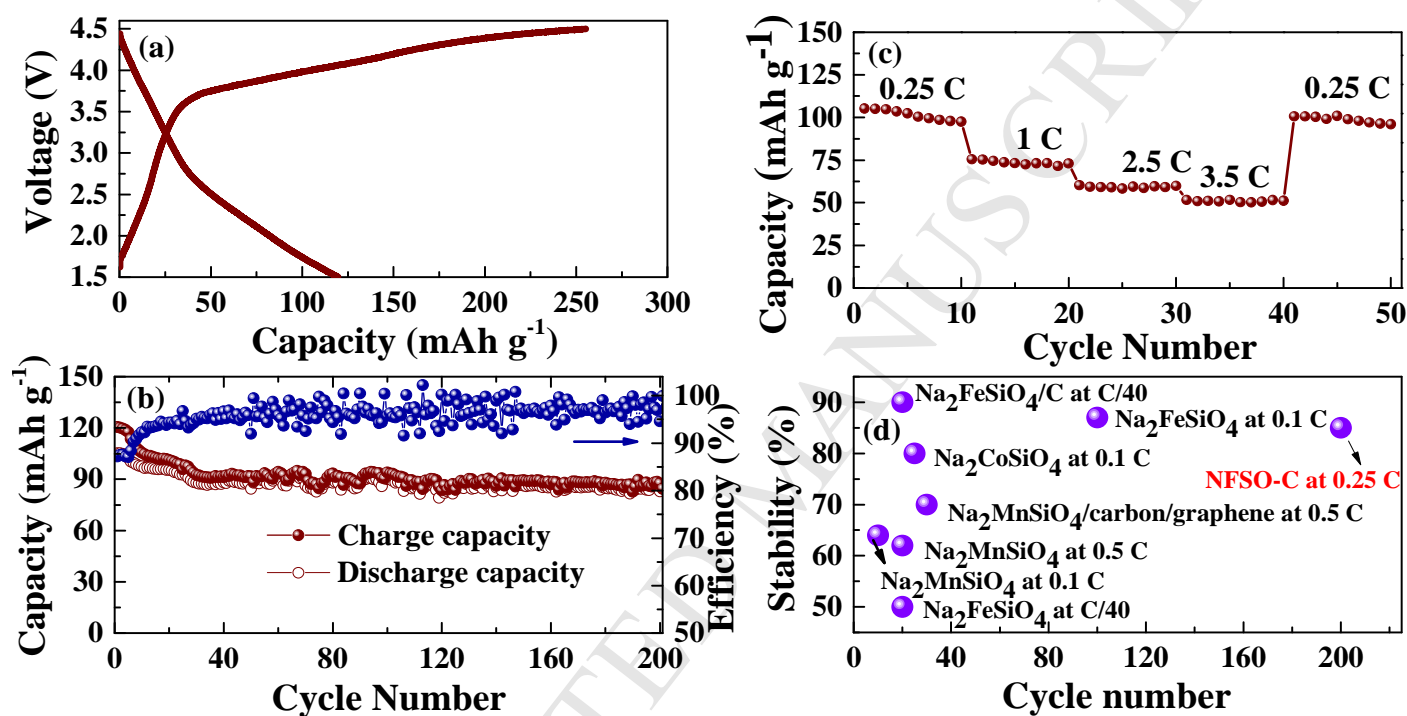 (a)
4.5
4.0
3.5
3.0
2.5
2.0
1.5
Voltage (V)
0 50 100 150 200 250 300
Capacity (mAh g-1)
(c)
150
125
100
75
50
25
0
Capacity (mAh g-1)
0.25 C
1 C
2.5 C
3.5 C
0.25 C
0 10 20 30 40 50
Cycle Number
(b)
150
120
90
60
30
0
Capacity (mAh g-1)
100
90
80
70
60
50
Efficiency (%)
Charge capacity
Discharge capacity
0 40 80 120 160 200
Cycle Number
(d)
90
80
70
60
50
Stability (%)
Na2FeSiO4/C at C/40
Na2FeSiO4 at 0.1 C
Na2CoSiO4 at 0.1 C
NFSO-C at 0.25 C
Na2MnSiO4/carbon/graphene at 0.5 C
Na2MnSiO4 at 0.5 C
Na2MnSiO4 at 0.1 C
Na2FeSiO4 at C/40
0 40 80 120 160 200
Cycle number